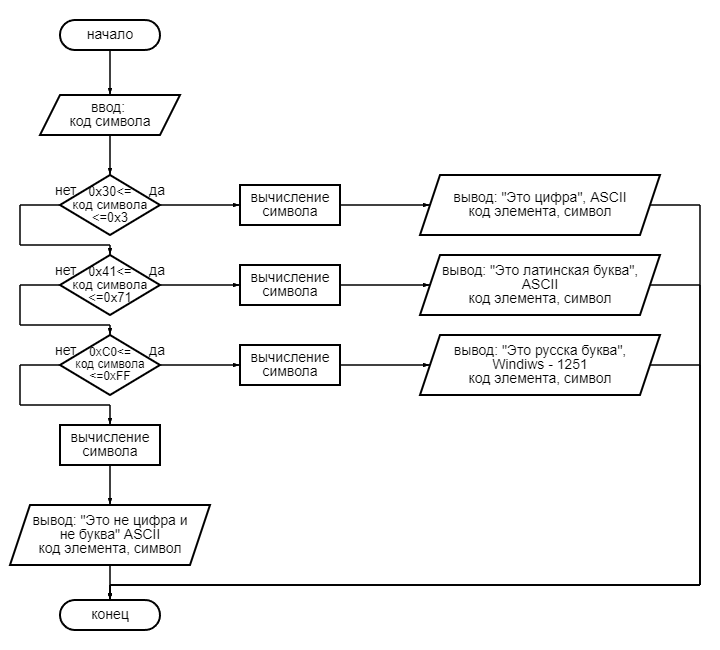 начало
ввод:
код символа
нет
0x30<=
да
код символа
<=0x3
вычисление
символа
вывод: "Это цифра", ASCII
код элемента, символ
нет
0x41<=
да
код символа
<=0x71
вычисление
символа
вывод: "Это латинская буква",
ASCII
код элемента, символ
нет
0xC0<=
да
код символа
<=0xFF
вычисление
символа
вывод: "Это русска буква",
Windiws - 1251
код элемента, символ
вычисление
символа
вывод: "Это не цифра и
не буква" ASCII
код элемента, символ
конец